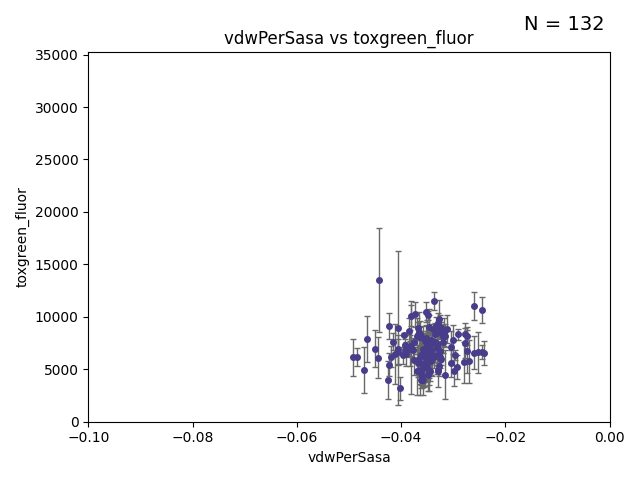 N = 132
vdwPerSasa vs toxgreen_fluor
35000
30000
25000
20000
15000
10000
5000
0
toxgreen_fluor
−0.10 −0.08 −0.06 −0.04 −0.02 0.00
vdwPerSasa